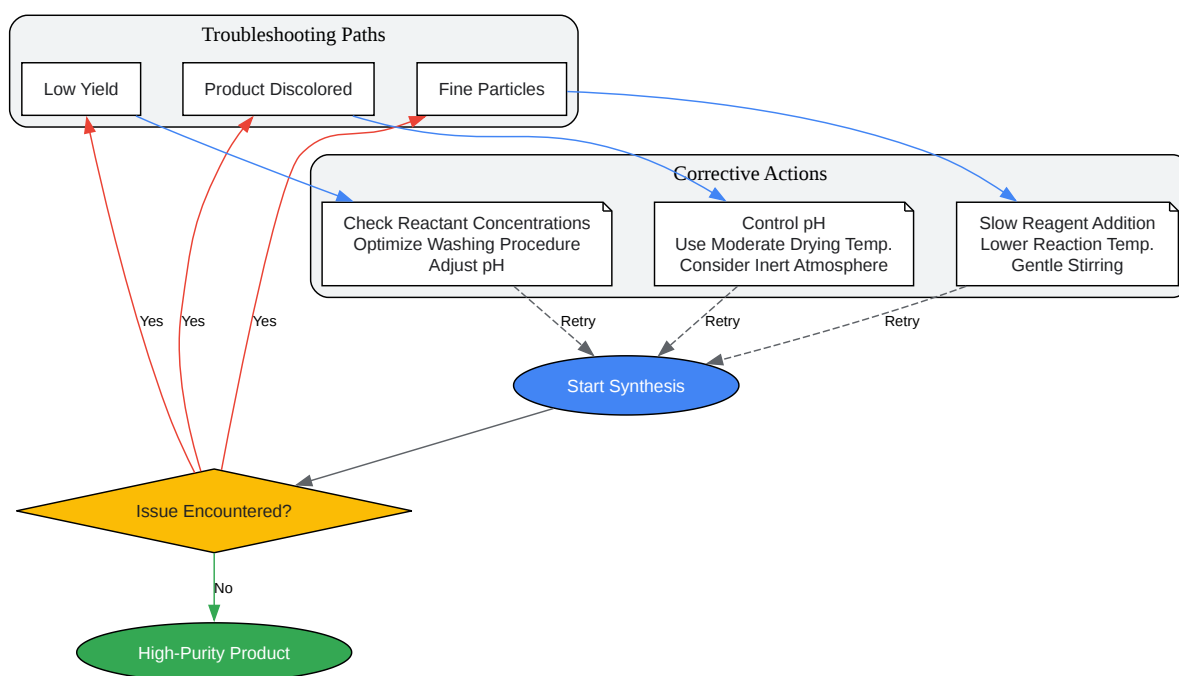 Troubleshooting Paths
Low Yield
Product Discolored
Fine Particles
Corrective Actions
Check Reactant Concentrations
Optimize Washing Procedure
Adjust pH
Control pH
Use Moderate Drying Temp.
Consider Inert Atmosphere
Slow Reagent Addition
Lower Reaction Temp.
Gentle Stirring
Yes
Yes
Yes
Retry
Retry
Retry
Start Synthesis
Issue Encountered?
No
High-Purity Product